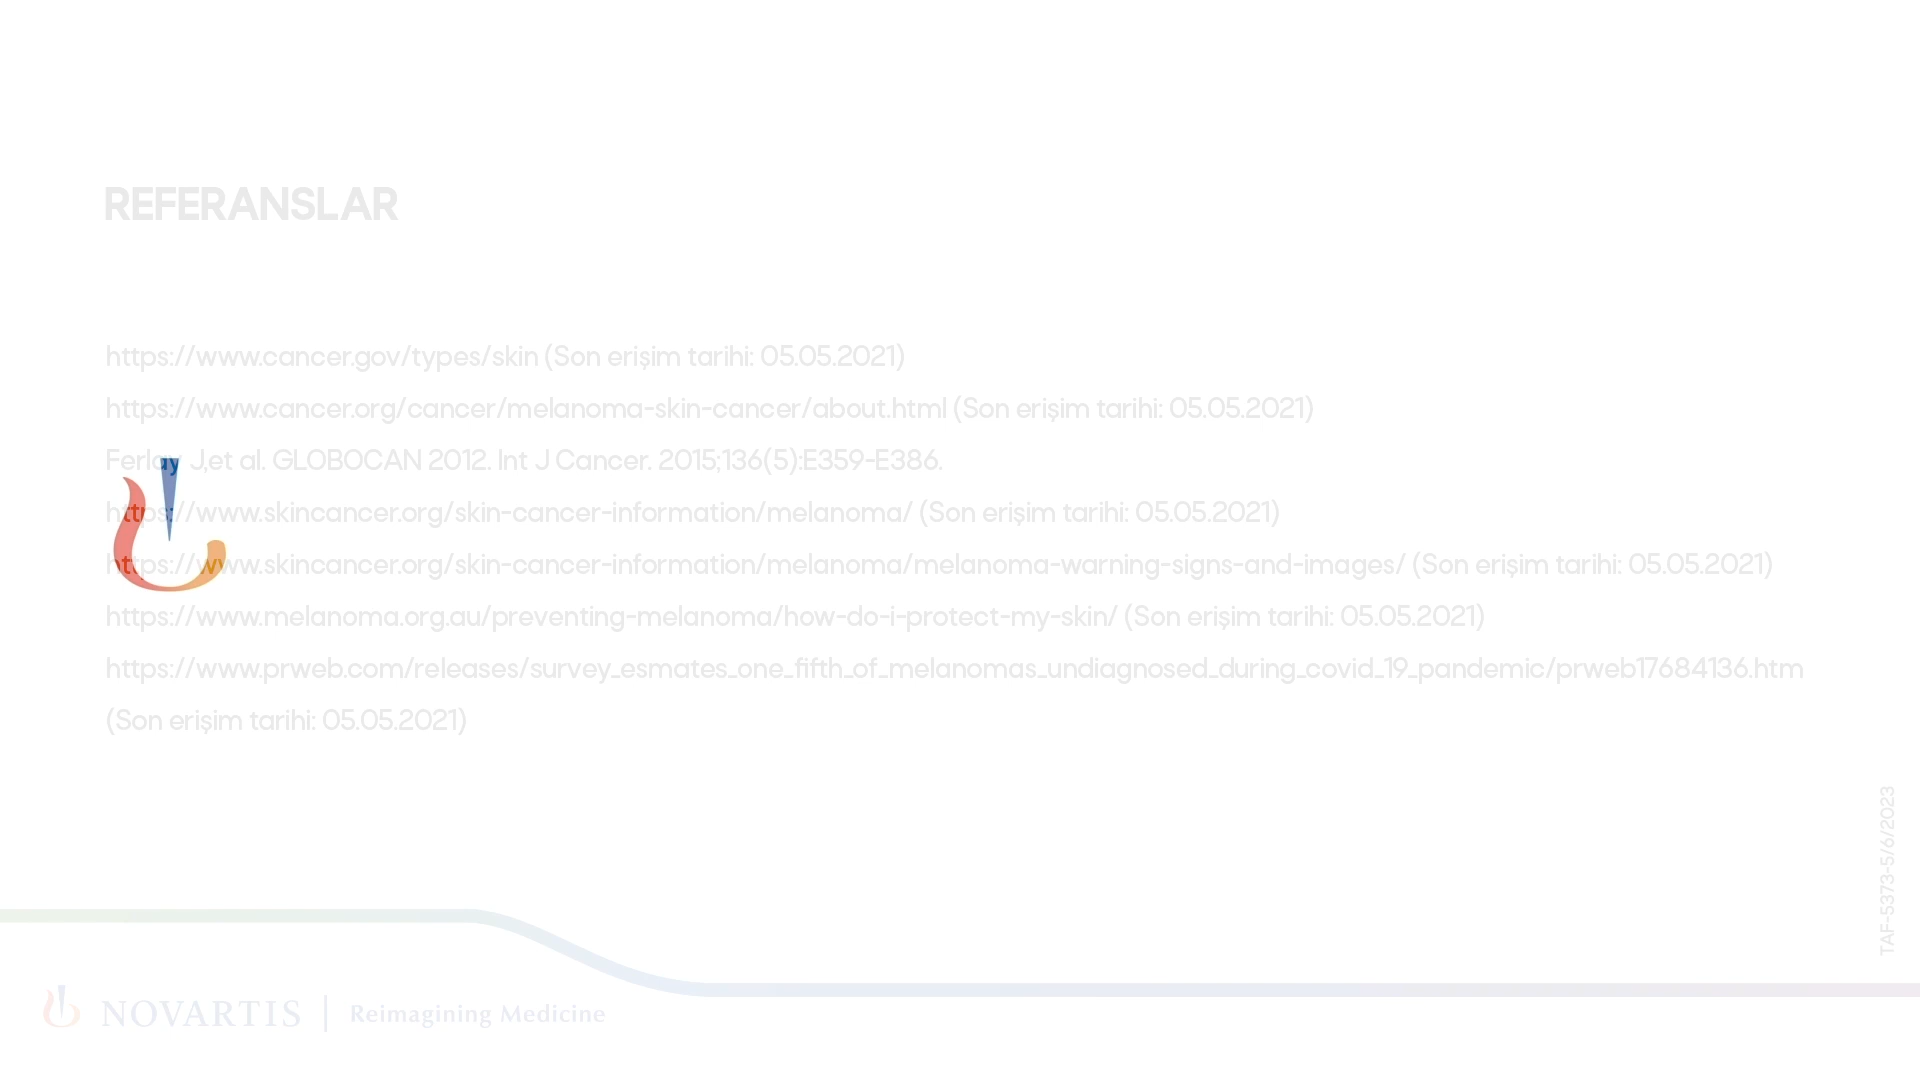 REFERANSLAR
https://www.cancer.gov/types/skin (Son erişim tarihi: 05.05.2021)
https://www.cancer.org/cancer/melanoma-skin-cancer/about.html (Son erişim tarihi: 05.05.2021)
Ferlay J,et al. GLOBOCAN 2012. Int J Cancer. 2015;136(5):E359-E386.
https://www.skincancer.org/skin-cancer-information/melanoma/ (Son erişim tarihi: 05.05.2021)
https://www.skincancer.org/skin-cancer-information/melanoma/melanoma-warning-signs-and-images/ (Son erişim tarihi: 05.05.2021)
https://www.melanoma.org.au/preventing-melanoma/how-do-i-protect-my-skin/ (Son erişim tarihi: 05.05.2021)
https://www.prweb.com/releases/survey_esmates_one_fifth_of_melanomas_undiagnosed_during_covid_19_pandemic/prweb17684136.htm
(Son erişim tarihi: 05.05.2021)
TAF-5373-5/6/2023
NOVARTIS | Reimagining Medicine